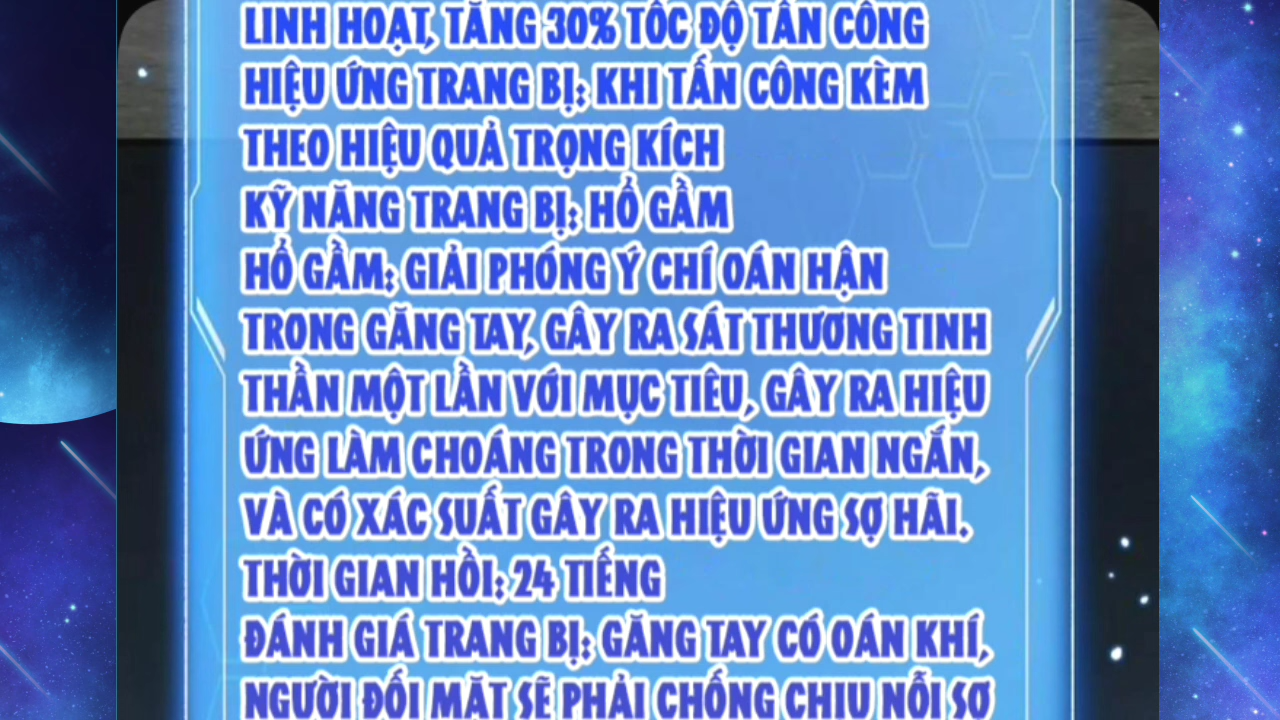 LINH HOẠT, TĂNG 30% TỐC ĐỘ TẤN CÔNG
HIỆU ỨNG TRANG BỊ: KHI TẤN CÔNG KÈM
THEO HIỆU QUẢ TRỌNG KÍCH
KỸ NĂNG TRANG BỊ: HỔ GẦM
HỔ GẦM: GIẢI PHÓNG Ý CHÍ OÁN HẬN
TRONG GĂNG TAY, GÂY RA SÁT THƯƠNG TINH
THẦN MỘT LẦN VỚI MỤC TIÊU, GÂY RA HIỆU
ỨNG LÀM CHOÁNG TRONG THỜI GIAN NGẮN,
VÀ CÓ XÁC SUẤT GÂY RA HIỆU ỨNG SỢ HÃI.
THỜI GIAN HỒI: 24 TIẾNG
ĐÁNH GIÁ TRANG BỊ: GĂNG TAY CÓ OÁN KHÍ,
NGƯỜI ĐỐI MẶT SẼ PHẢI CHỐNG CHỊU NỖI SỢ